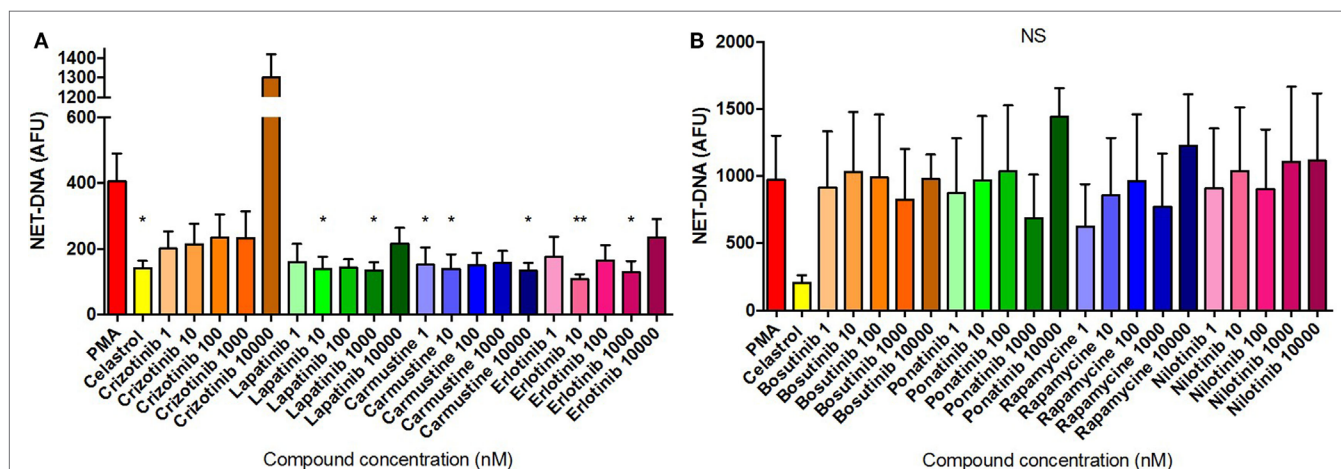 A
NET-DNA (AFU)
1400
1300
1200
600
400
200
0
* * * * * * ** *
PMA
Celastrol
Crizotinib 1
Crizotinib 10
Crizotinib 100
Crizotinib 1000
Crizotinib 10000
Lapatinib 1
Lapatinib 10
Lapatinib 100
Lapatinib 1000
Lapatinib 10000
Carmustine 1
Carmustine 10
Carmustine 100
Carmustine 1000
Carmustine 10000
Erlotinib 1
Erlotinib 10
Erlotinib 100
Erlotinib 1000
Erlotinib 10000
Compound concentration (nM)
B
NS
NET-DNA (AFU)
2000
1500
1000
500
0
PMA
Celastrol
Bosutinib 1
Bosutinib 10
Bosutinib 100
Bosutinib 1000
Bosutinib 10000
Ponatinib 1
Ponatinib 10
Ponatinib 100
Ponatinib 1000
Ponatinib 10000
Rapamycine 1
Rapamycine 10
Rapamycine 100
Rapamycine 1000
Rapamycine 10000
Nilotinib 1
Nilotinib 10
Nilotinib 100
Nilotinib 1000
Nilotinib 10000
Compound concentration (nM)